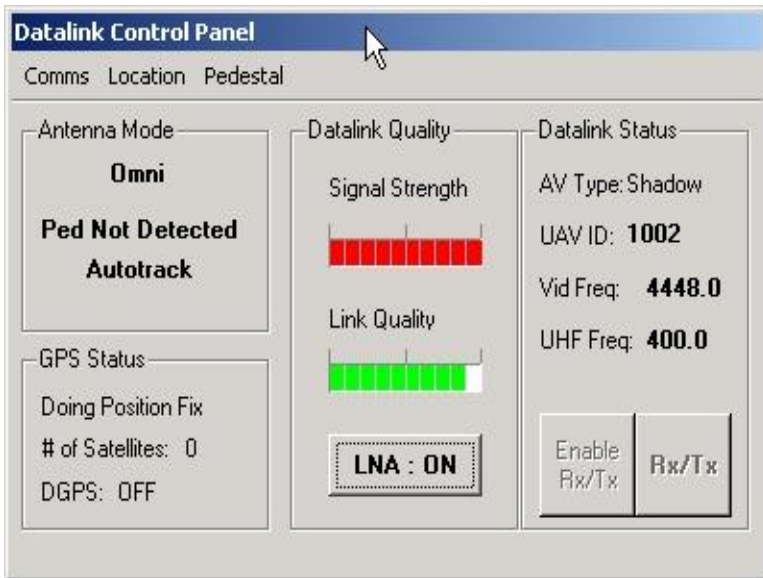 Datalink Control Panel
Comms Location Pedestal
Antenna Mode
Omni
Ped Not Detected
Autotrack
GPS Status
Doing Position Fix
# of Satellites: 0
DGPS: OFF
Datalink Quality
Signal Strength
Link Quality
LNA : ON
Datalink Status
AV Type: Shadow
UAV ID: 1002
Vid Freq: 4448.0
UHF Freq: 400.0
Enable
Rx/Tx
Rx/Tx